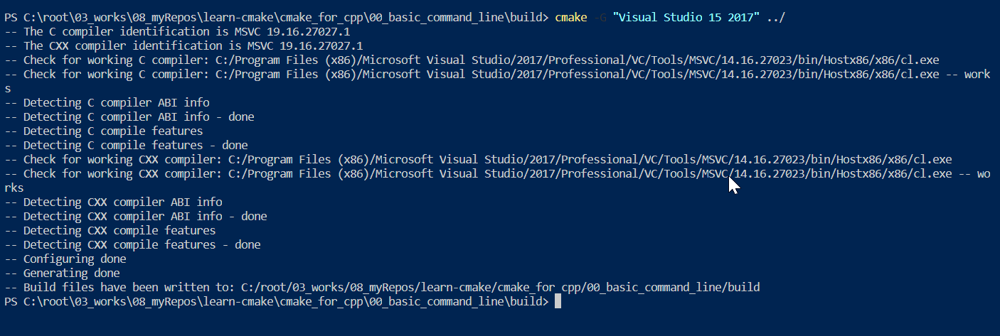 PS C:\root\03_works\08_myRepos\learn-cmake\cmake_for_cpp\00_basic_command_line\build> cmake -G "Visual Studio 15 2017" ../
-- The C compiler identification is MSVC 19.16.27027.1
-- The CXX compiler identification is MSVC 19.16.27027.1
-- Check for working C compiler: C:/Program Files (x86)/Microsoft Visual Studio/2017/Professional/VC/Tools/MSVC/14.16.27023/bin/Hostx86/x86/cl.exe
-- Check for working C compiler: C:/Program Files (x86)/Microsoft Visual Studio/2017/Professional/VC/Tools/MSVC/14.16.27023/bin/Hostx86/x86/cl.exe -- work
s
-- Detecting C compiler ABI info
-- Detecting C compiler ABI info - done
-- Detecting C compile features
-- Detecting C compile features - done
-- Check for working CXX compiler: C:/Program Files (x86)/Microsoft Visual Studio/2017/Professional/VC/Tools/MSVC/14.16.27023/bin/Hostx86/x86/cl.exe
-- Check for working CXX compiler: C:/Program Files (x86)/Microsoft Visual Studio/2017/Professional/VC/Tools/MSVC/14.16.27023/bin/Hostx86/x86/cl.exe -- wo
rks
-- Detecting CXX compiler ABI info
-- Detecting CXX compiler ABI info - done
-- Detecting CXX compile features
-- Detecting CXX compile features - done
-- Configuring done
-- Generating done
-- Build files have been written to: C:/root/03_works/08_myRepos/learn-cmake/cmake_for_cpp/00_basic_command_line/build
PS C:\root\03_works\08_myRepos\learn-cmake\cmake_for_cpp\00_basic_command_line\build>